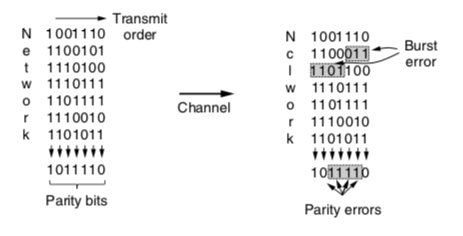 Transmit
order
N 1001110
e 1100101
t 1110100
w 1110111
o 1101111
r 1110010
k 1101011
1011110
Parity bits
Channel
N 1001110
c 1100011
l 1101100
w 1110111
o 1101111
r 1110010
k 1101011
1011110
Parity errors
Burst
error